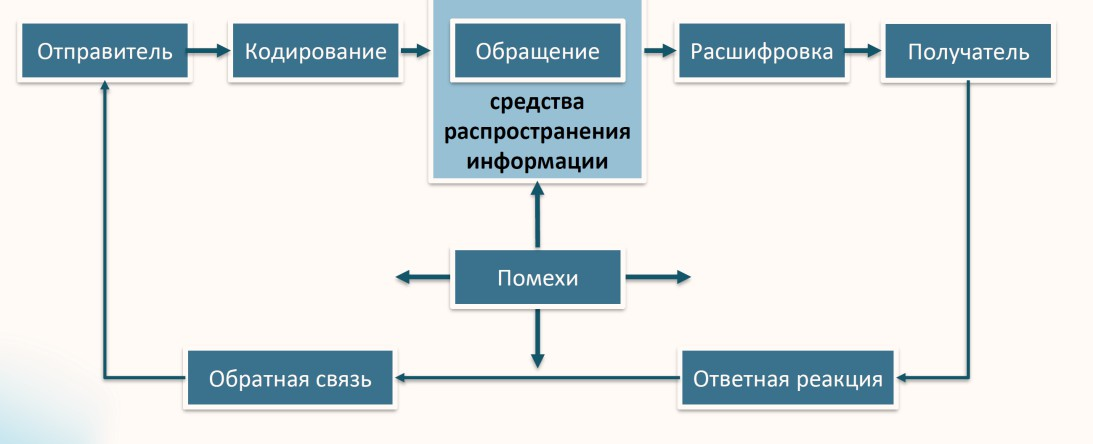 Отправитель
Кодирование
Обращение
средства
распространения
информации
Расшифровка
Получатель
Помехи
Обратная связь
Ответная реакция